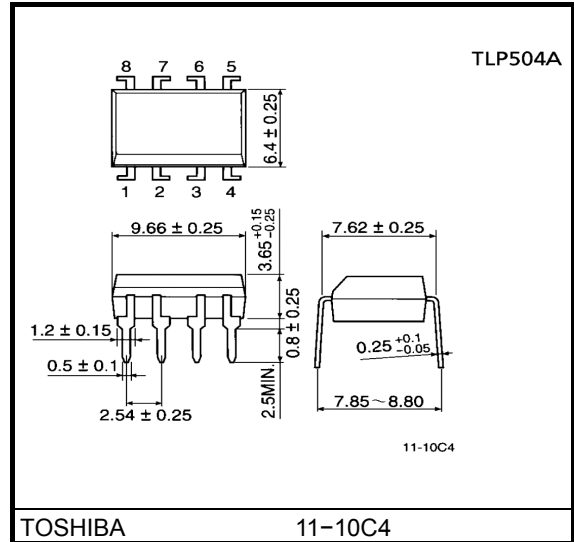 TLP504A
8 7 6 5
6.4 ± 0.25
1 2 3 4
9.66 ± 0.25
3.65 +0.15 -0.25
7.62 ± 0.25
1.2 ± 0.15
0.8 ± 0.25
0.25 +0.1 -0.05
0.5 ± 0.1
2.5MIN.
2.54 ± 0.25
7.85~8.80
11-10C4
TOSHIBA 11−10C4